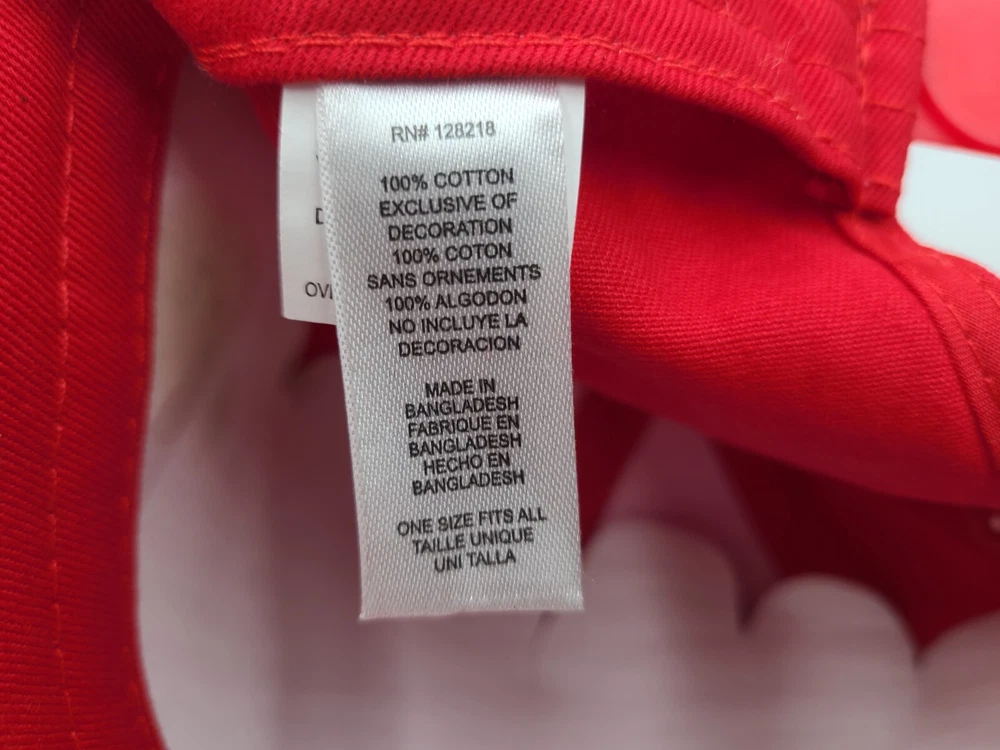 RN# 128218
100% COTTON
EXCLUSIVE OF
DECORATION
100% COTON
SANS ORNEMENTS
100% ALGODON
NO INCLUYE LA
DECORACION
MADE IN
BANGLADESH
FABRIQUE EN
BANGLADESH
HECHO EN
BANGLADESH
ONE SIZE FITS ALL
TAILLE UNIQUE
UNI TALLA